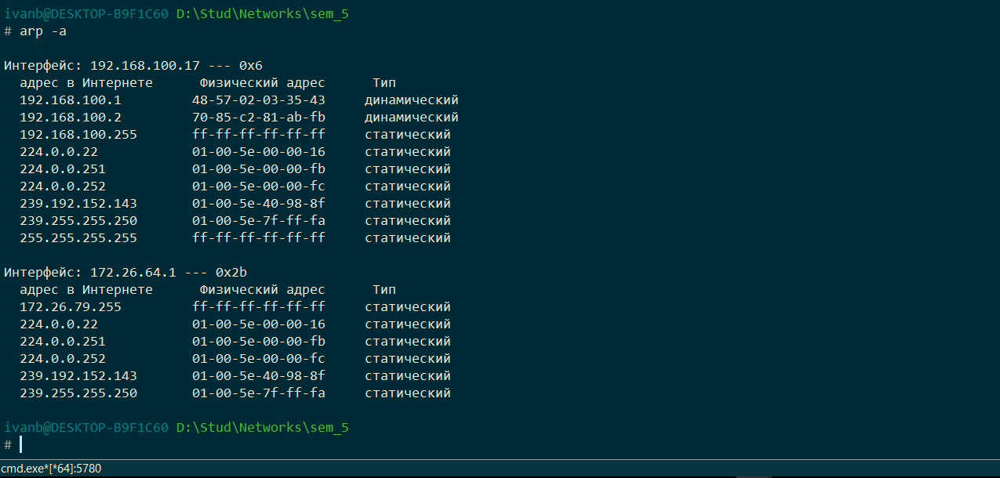 ivanb@DESKTOP-B9F1C60 D:\Stud\Networks\sem_5
# arp -a
Интерфейс: 192.168.100.17 --- 0x6
адрес в Интернете Физический адрес Тип
192.168.100.1 48-57-02-03-35-43 динамический
192.168.100.2 70-85-c2-81-ab-fb динамический
192.168.100.255 ff-ff-ff-ff-ff-ff статический
224.0.0.22 01-00-5e-00-00-16 статический
224.0.0.251 01-00-5e-00-00-fb статический
224.0.0.252 01-00-5e-00-00-fc статический
239.192.152.143 01-00-5e-40-98-8f статический
239.255.255.250 01-00-5e-7f-ff-fa статический
255.255.255.255 ff-ff-ff-ff-ff-ff статический
Интерфейс: 172.26.64.1 --- 0x2b
адрес в Интернете Физический адрес Тип
172.26.79.255 ff-ff-ff-ff-ff-ff статический
224.0.0.22 01-00-5e-00-00-16 статический
224.0.0.251 01-00-5e-00-00-fb статический
224.0.0.252 01-00-5e-00-00-fc статический
239.192.152.143 01-00-5e-40-98-8f статический
239.255.255.250 01-00-5e-7f-ff-fa статический
ivanb@DESKTOP-B9F1C60 D:\Stud\Networks\sem_5
#
cmd.exe*[*64]:5780